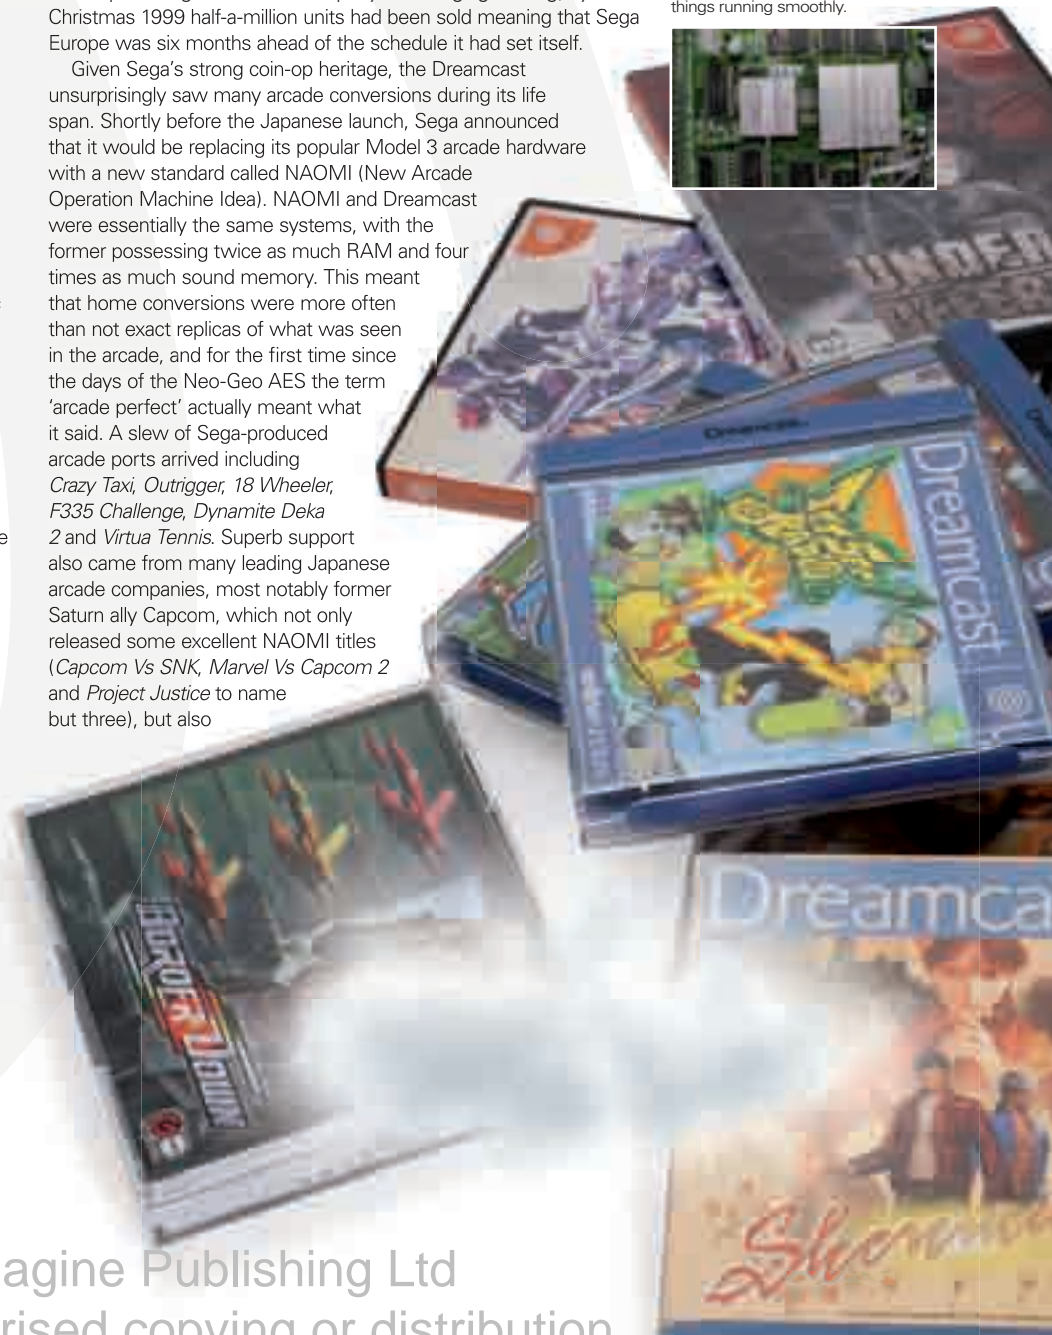 Christmas 1999 half-a-million units had been sold meaning that Sega
Europe was six months ahead of the schedule it had set itself.
Given Sega's strong coin-op heritage, the Dreamcast
unsurprisingly saw many arcade conversions during its life
span. Shortly before the Japanese launch, Sega announced
that it would be replacing its popular Model 3 arcade hardware
with a new standard called NAOMI (New Arcade
Operation Machine Idea). NAOMI and Dreamcast
were essentially the same systems, with the
former possessing twice as much RAM and four
times as much sound memory. This meant
that home conversions were more often
than not exact replicas of what was seen
in the arcade, and for the first time since
the days of the Neo-Geo AES the term
'arcade perfect' actually meant what
it said. A slew of Sega-produced
arcade ports arrived including
Crazy Taxi, Outrigger, 18 Wheeler,
F335 Challenge, Dynamite Deka
2 and Virtua Tennis. Superb support
also came from many leading Japanese
arcade companies, most notably former
Saturn ally Capcom, which not only
released some excellent NAOMI titles
(Capcom Vs SNK, Marvel Vs Capcom 2
and Project Justice to name
but three), but also
things running smoothly.
UNDER
Dreamcast
Dreamcast
BORDER DOWN
Dreamca
Shenmue
agine Publishing Ltd
rised copying or distribution